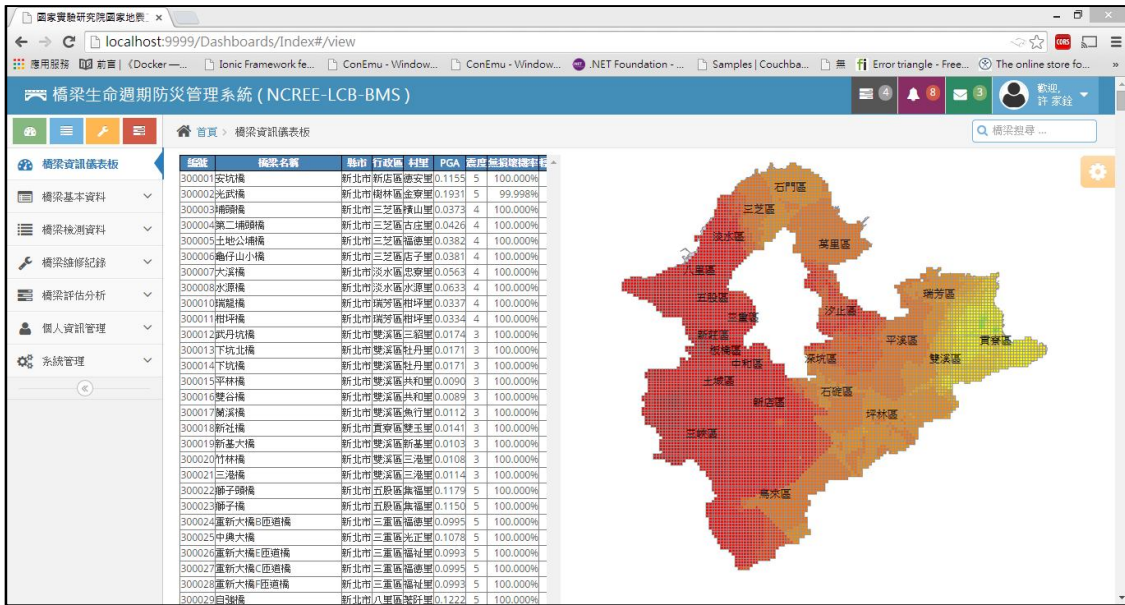 國家實驗研究院國家地震
localhost:9999/Dashboards/Index#/view
CORS
應用服務 前言 | 《Docker —... Ionic Framework fe... ConEmu - Window... ConEmu - Window... .NET Foundation - ... Samples | Couchba... 無 Error triangle - Free... The online store fo... »
橋梁生命週期防災管理系統 ( NCREE-LCB-BMS )
4 8 3 歡迎,
許 家銓
首頁 > 橋梁資訊儀表板
橋梁搜尋 ...
橋梁資訊儀表板
橋梁基本資料
橋梁檢測資料
橋梁維修紀錄
橋梁評估分析
個人資訊管理
系統管理
編號 橋梁名稱 縣市 行政區 村里 PGA 震度 無損壞機率
300001 安坑橋 新北市 新店區 德安里 0.1155 5 100.000%
300002 光武橋 新北市 樹林區 金寮里 0.1931 5 99.998%
300003 埔頭橋 新北市 三芝區 橫山里 0.0373 4 100.000%
300004 第二埔頭橋 新北市 三芝區 古庄里 0.0426 4 100.000%
300005 土地公埔橋 新北市 三芝區 福德里 0.0382 4 100.000%
300006 龜仔山小橋 新北市 三芝區 店子里 0.0381 4 100.000%
300007 大溪橋 新北市 淡水區 忠寮里 0.0563 4 100.000%
300008 水源橋 新北市 淡水區 水源里 0.0633 4 100.000%
300010 瑞龍橋 新北市 瑞芳區 柑坪里 0.0337 4 100.000%
300011 柑坪橋 新北市 瑞芳區 柑坪里 0.0334 4 100.000%
300012 武丹坑橋 新北市 雙溪區 三貂里 0.0174 3 100.000%
300013 下坑北橋 新北市 雙溪區 牡丹里 0.0171 3 100.000%
300014 下坑橋 新北市 雙溪區 牡丹里 0.0171 3 100.000%
300015 平林橋 新北市 雙溪區 共和里 0.0090 3 100.000%
300016 雙谷橋 新北市 雙溪區 共和里 0.0089 3 100.000%
300017 蘭溪橋 新北市 雙溪區 魚行里 0.0112 3 100.000%
300018 新社橋 新北市 貢寮區 雙玉里 0.0141 3 100.000%
300019 新基大橋 新北市 雙溪區 新基里 0.0103 3 100.000%
300020 竹林橋 新北市 雙溪區 三港里 0.0108 3 100.000%
300021 三港橋 新北市 雙溪區 三港里 0.0114 3 100.000%
300022 獅子頭橋 新北市 五股區 集福里 0.1179 5 100.000%
300023 獅子橋 新北市 五股區 集福里 0.1150 5 100.000%
300024 重新大橋B匝道橋 新北市 三重區 福德里 0.0995 5 100.000%
300025 中興大橋 新北市 三重區 光正里 0.1078 5 100.000%
300026 重新大橋E匝道橋 新北市 三重區 福祉里 0.0993 5 100.000%
300027 重新大橋C匝道橋 新北市 三重區 福德里 0.0995 5 100.000%
300028 重新大橋F匝道橋 新北市 三重區 福祉里 0.0993 5 100.000%
300029 自強橋 新北市 八里區 埤頭里 0.1222 5 100.000%
石門區
三芝區
淡水區
萬里區
八里區
五股區
瑞芳區
三重區
汐止區
新莊區
平溪區
貢寮區
板橋區
中和區
深坑區
雙溪區
土城區
石碇區
新店區
坪林區
三峽區
烏來區